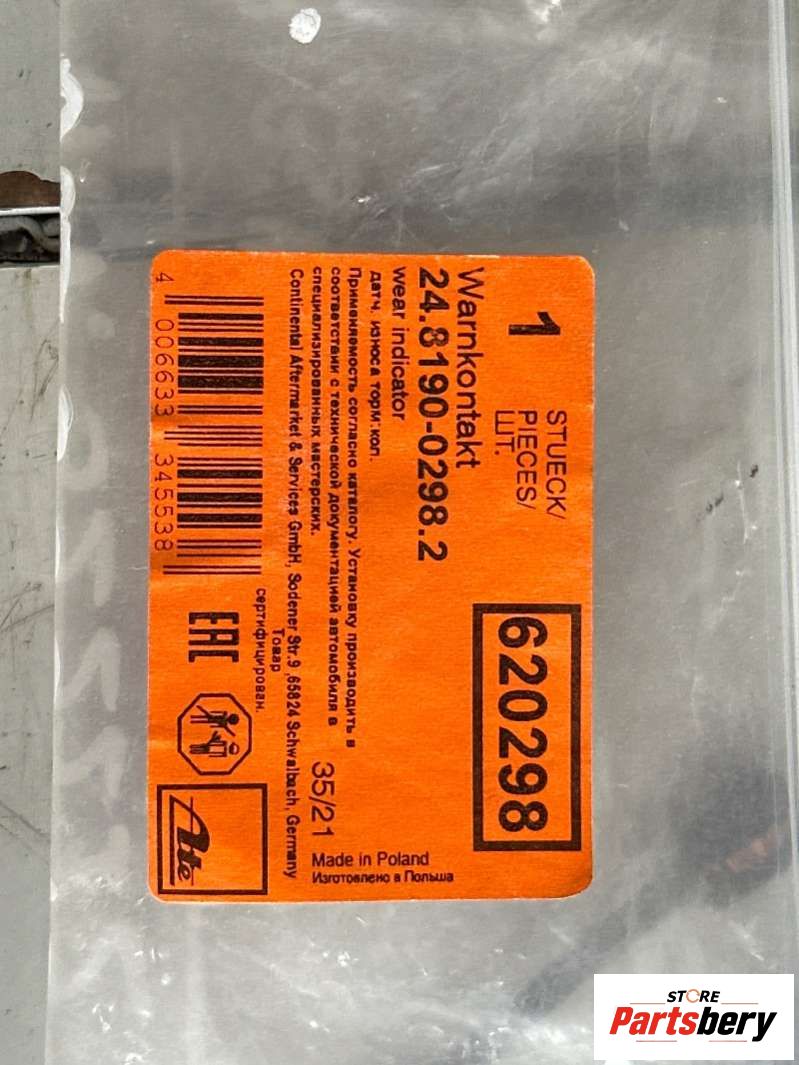 1
STUECK/
PIECES/
ШТ.
620298
Warnkontakt
24.8190-0298.2
wear indicator
датч. износа торм.кол.
Применяемость согласно каталогу. Установку производить в
соответствии с технической документацией автомобиля в
специализированных мастерских.
35/21
Made in Poland
Изготовлено в Польша
Continental Aftermarket & Services GmbH, Sodener Str.9 ,65824 Schwalbach, Germany
Товар
сертифицирован.
4 006633 345538
EAC
Ate
STORE
Partsbery